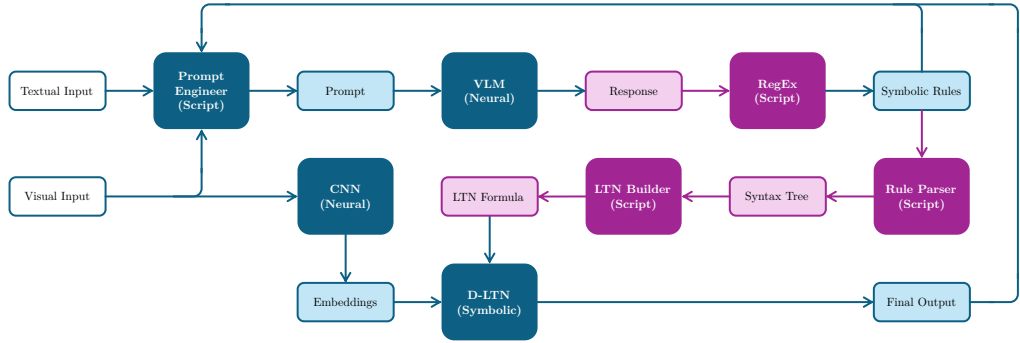 Textual Input
Prompt
Engineer
(Script)
Prompt
VLM
(Neural)
Response
RegEx
(Script)
Symbolic Rules
Visual Input
CNN
(Neural)
LTN Formula
LTN Builder
(Script)
Syntax Tree
Rule Parser
(Script)
Embeddings
D-LTN
(Symbolic)
Final Output